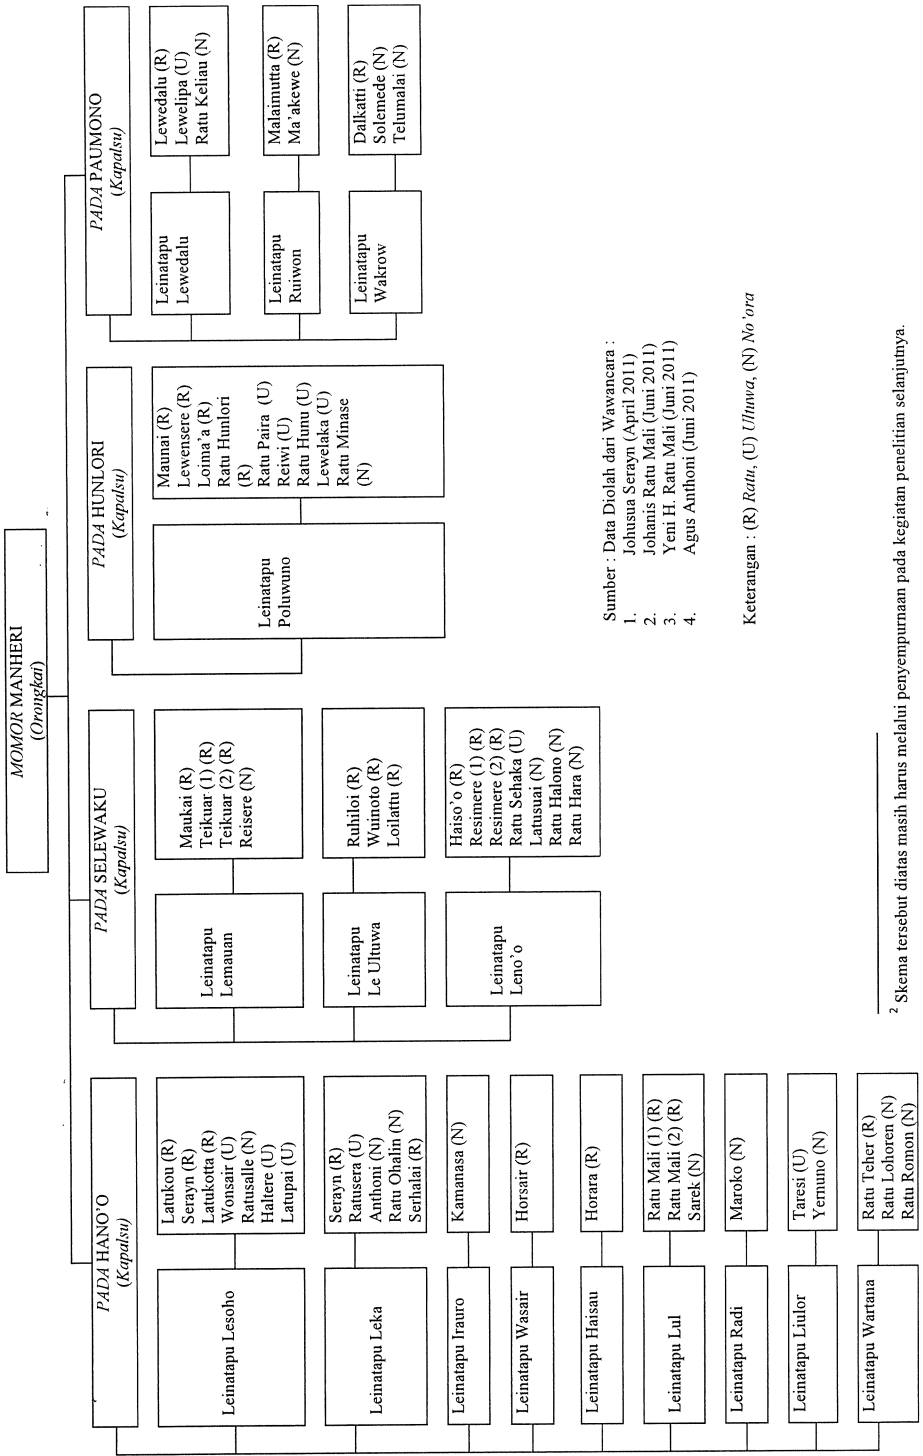 MOMOR MANHERI
(Orongkai)
PADA HANO'O
(Kapalsu)
Leinatapu Lesoho
Latukou (R)
Serayn (R)
Latukotta (R)
Wonsair (U)
Ratusalle (N)
Haltere (U)
Latupai (U)
Leinatapu Leka
Serayn (R)
Ratusera (U)
Anthoni (N)
Ratu Ohalin (N)
Serhalai (R)
Leinatapu Irauro
Kamanasa (N)
Leinatapu Wasair
Horsair (R)
Leinatapu Haisau
Horara (R)
Leinatapu Lul
Ratu Mali (1) (R)
Ratu Mali (2) (R)
Sarek (N)
Leinatapu Radi
Maroko (N)
Leinatapu Liulor
Taresi (U)
Yernuno (N)
Leinatapu Wartana
Ratu Teher (R)
Ratu Lohoren (N)
Ratu Romon (N)
PADA SELEWAKU
(Kapalsu)
Leinatapu
Lemauan
Maukai (R)
Teikuar (1) (R)
Teikuar (2) (R)
Reisere (N)
Leinatapu
Le Ultuwa
Ruhiloi (R)
Wuinoto (R)
Loilattu (R)
Leinatapu
Leno'o
Haiso'o (R)
Resimere (1) (R)
Resimere (2) (R)
Ratu Sehaka (U)
Latusuai (N)
Ratu Halono (N)
Ratu Hara (N)
PADA HUNLORI
(Kapalsu)
Leinatapu
Poluwuno
Maunai (R)
Lewensere (R)
Loima'a (R)
Ratu Hunlori
(R)
Ratu Paira (U)
Reiwi (U)
Ratu Hunu (U)
Lewelaka (U)
Ratu Minase
(N)
PADA PAUMONO
(Kapalsu)
Leinatapu
Lewedalu
Lewedalu (R)
Lewelipa (U)
Ratu Keliau (N)
Leinatapu
Ruiwon
Malaimutta (R)
Ma'akewe (N)
Leinatapu
Wakrow
Dalkatti (R)
Solemede (N)
Telumalai (N)
Sumber : Data Diolah dari Wawancara :
1. Johusua Serayn (April 2011)
2. Johanis Ratu Mali (Juni 2011)
3. Yeni H. Ratu Mali (Juni 2011)
4. Agus Anthoni (Juni 2011)
Keterangan : (R) Ratu, (U) Uhuwa, (N) No'ora
2 Skema tersebut diatas masih harus melalui penyempurnaan pada kegiatan penelitian selanjutnya.